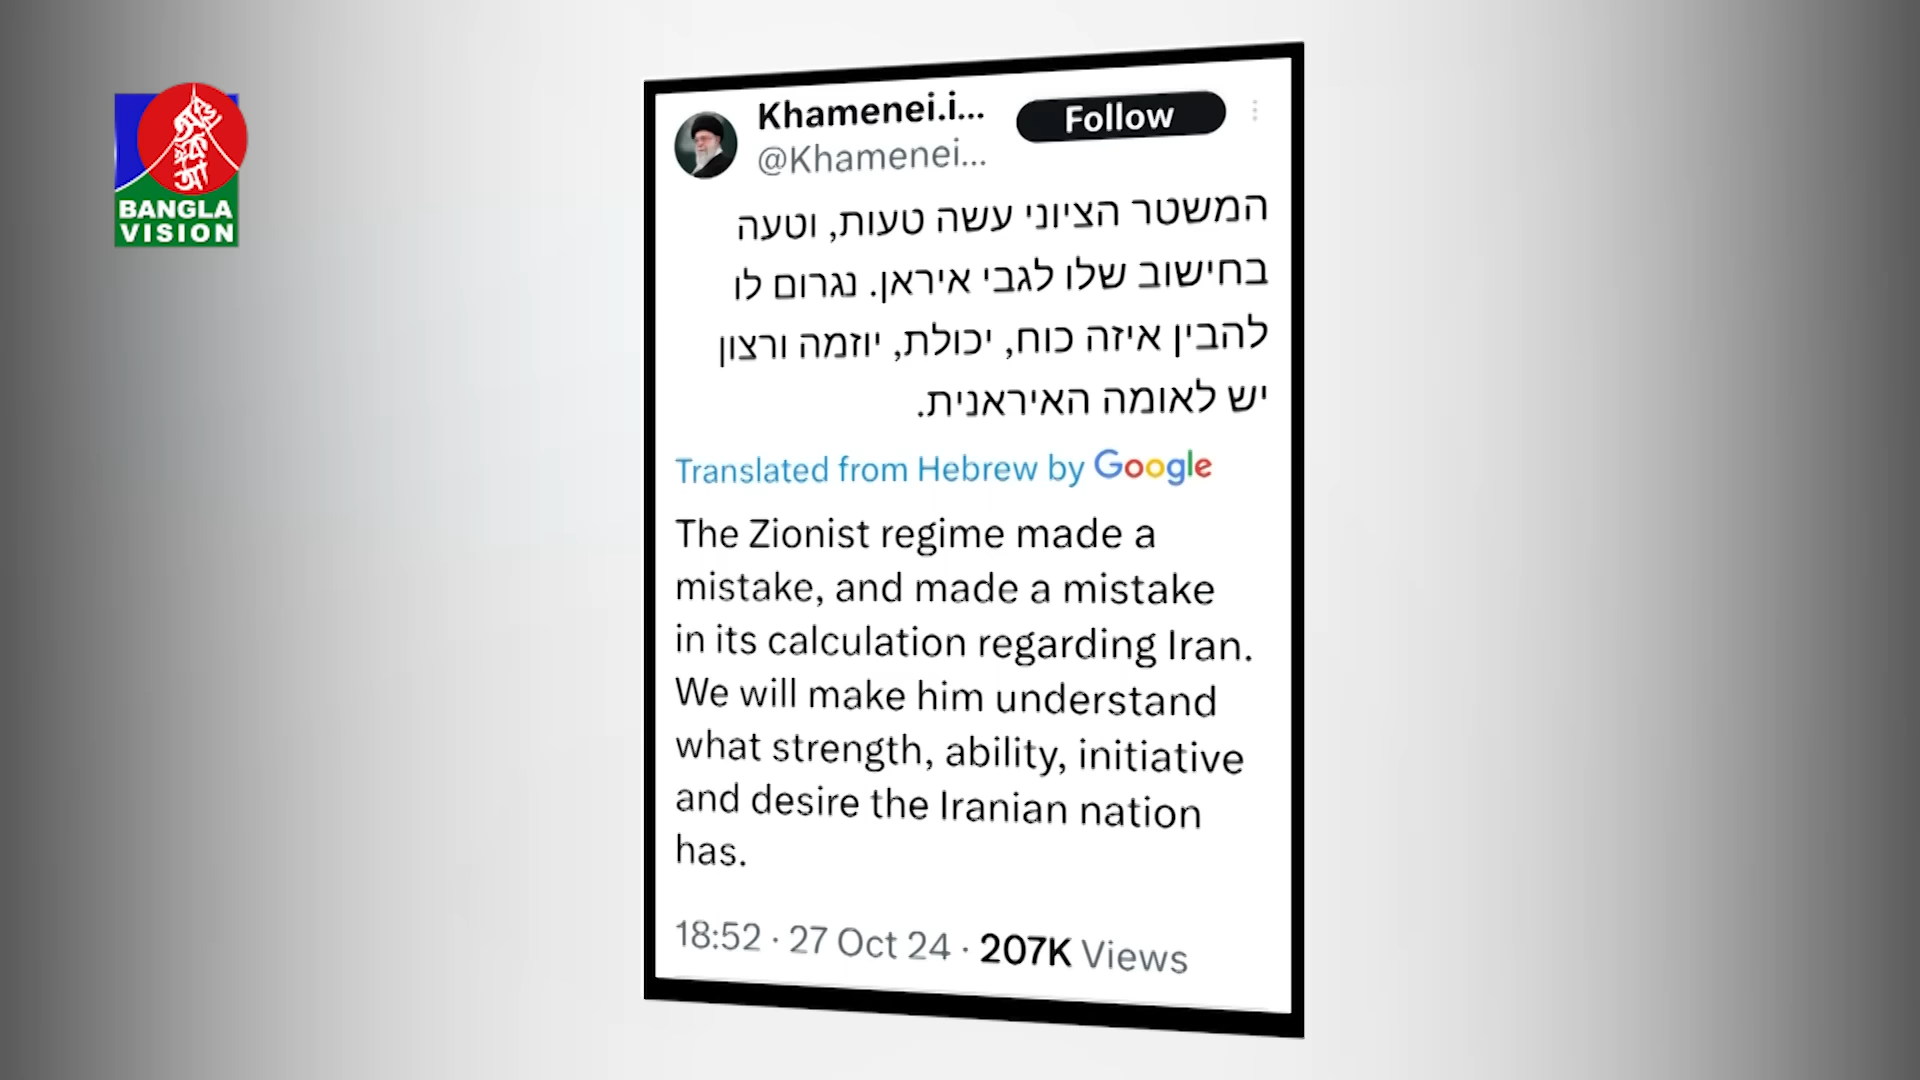 BANGLA
VISION
Khamenei.i...
Follow
@Khamenei...
המשטר הציוני עשה טעות, וטעה
בחישוב שלו לגבי איראן. נגרום לו
להבין איזה כוח, יכולת, יוזמה ורצון
יש לאומה האיראנית.
Translated from Hebrew by Google
The Zionist regime made a
mistake, and made a mistake
in its calculation regarding Iran.
We will make him understand
what strength, ability, initiative
and desire the Iranian nation
has.
18:52 · 27 Oct 24 · 207K Views